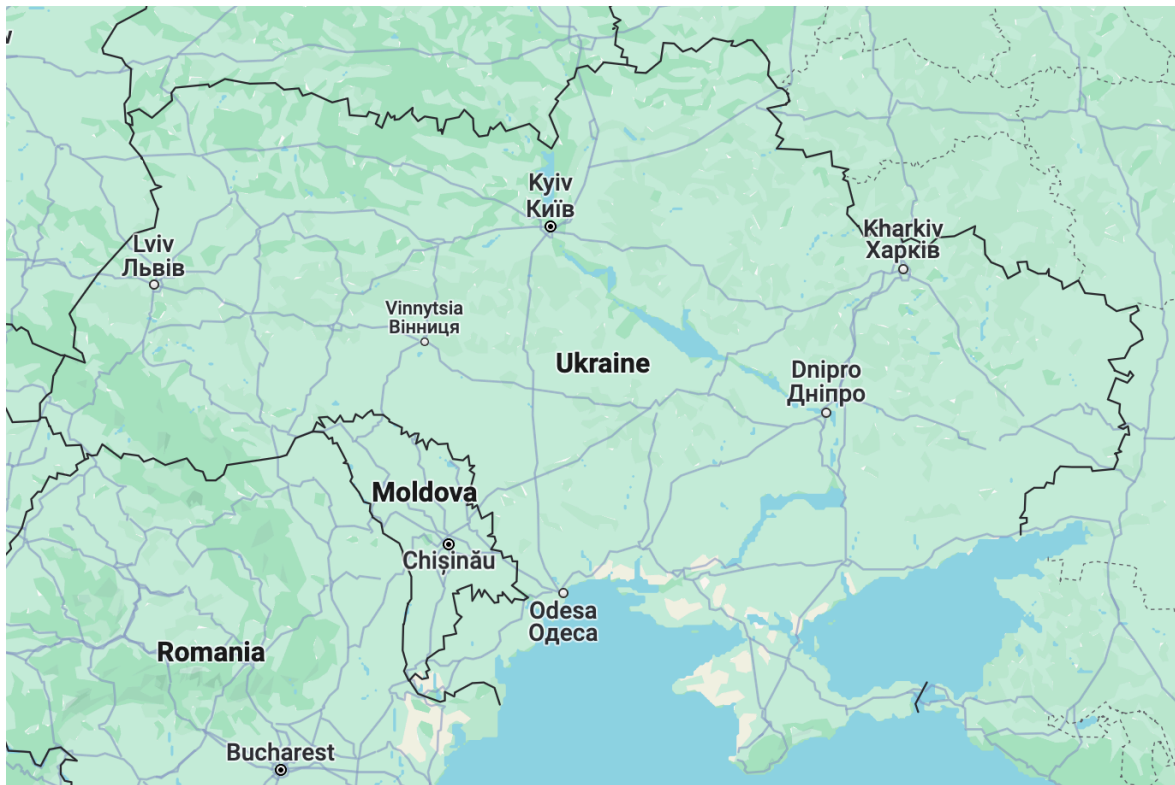 Kyiv
Київ
Kharkiv
Харків
Lviv
Львів
Vinnytsia
Вінниця
Ukraine
Dnipro
Дніпро
Moldova
Chișinău
Odesa
Одеса
Romania
Bucharest